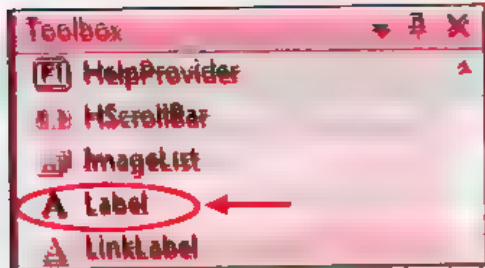 Toolbox
HelpProvider
HScrollBar
ImageList
A Label
A LinkLabel